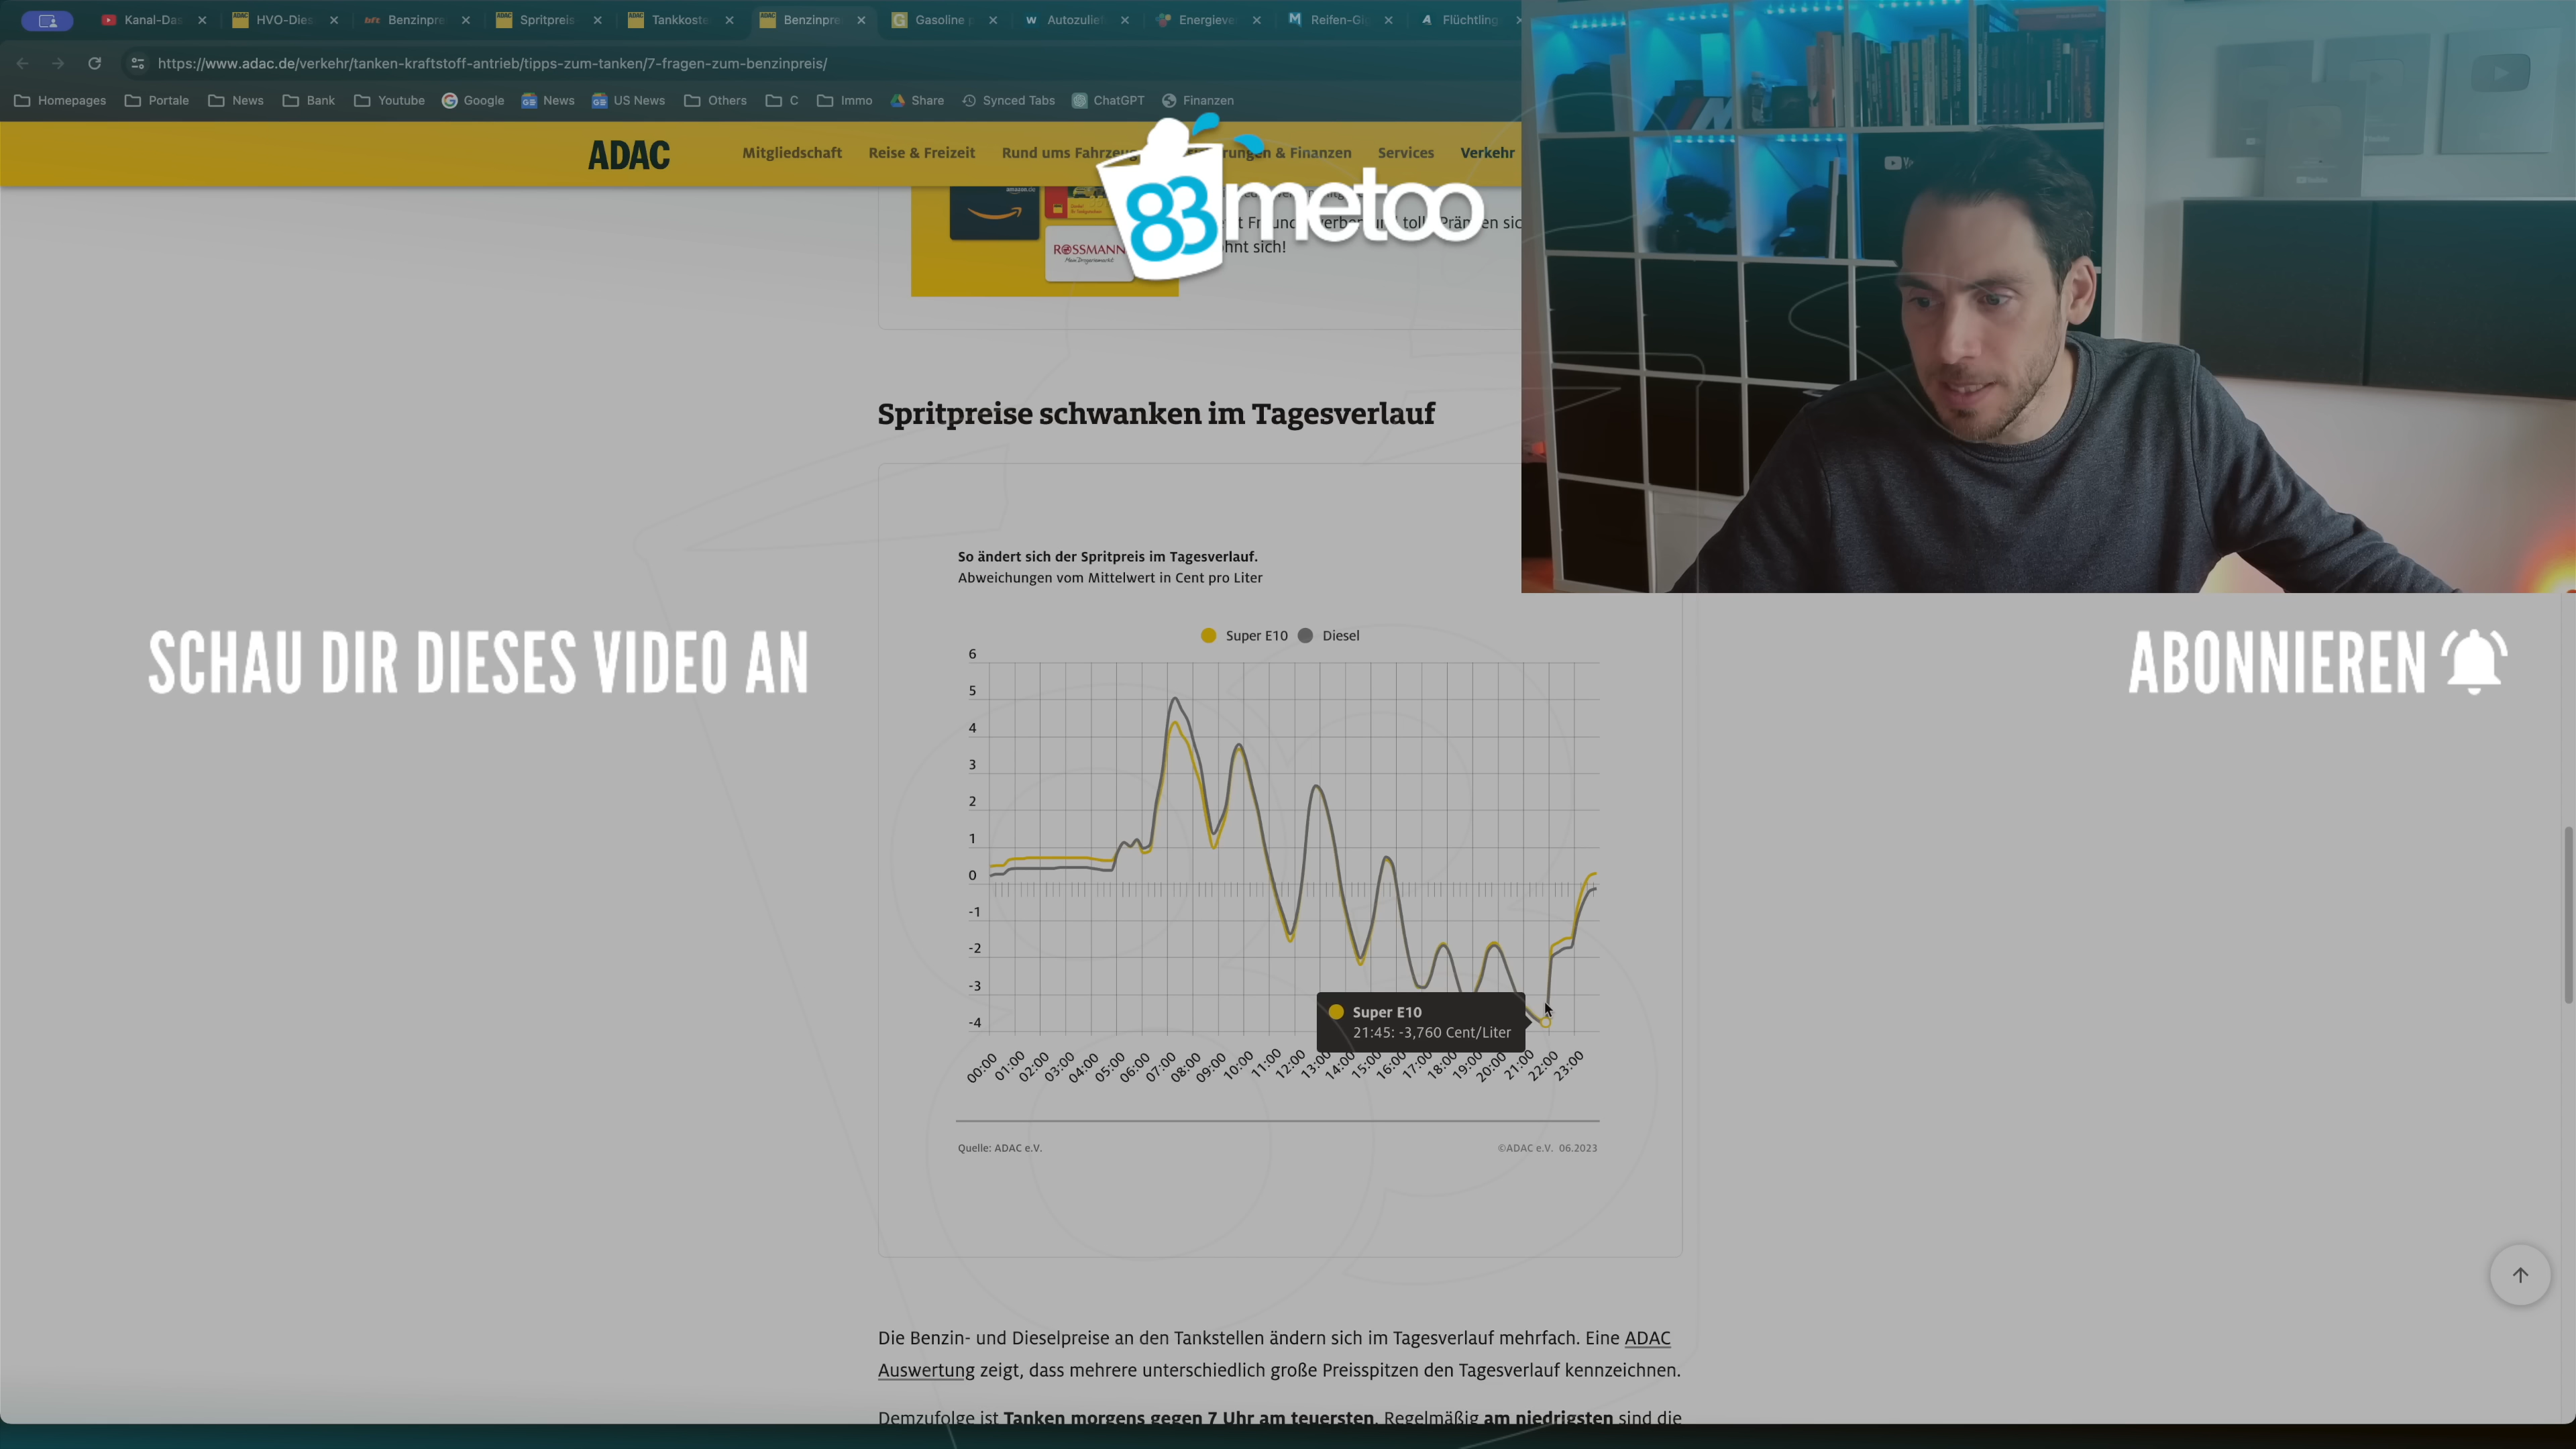 Kanal-Das
HVO-Dies
bft
Benzinpre
Spritpreis
Tankkoste
Benzinpre
Gasoline p
Autozulief
Energieve
Reifen-Gi
Flüchtling
https://www.adac.de/verkehr/tanken-kraftstoff-antrieb/tipps-zum-tanken/7-fragen-zum-benzinpreis/
Homepages Portale News Bank Youtube Google News US News Others C Immo Share Synced Tabs ChatGPT Finanzen
ADAC
Mitgliedschaft Reise & Freizeit Rund ums Fahrzeug & Finanzen Services Verkehr
83metoo
ROSSMANN
Mein Drogeriemarkt
sich!
Spritpreise schwanken im Tagesverlauf
So ändert sich der Spritpreis im Tagesverlauf.
Abweichungen vom Mittelwert in Cent pro Liter
SCHAU DIR DIESES VIDEO AN
ABONNIEREN
Super E10 Diesel
6
5
4
3
2
1
0
-1
-2
-3
-4
Super E10
21:45: -3,760 Cent/Liter
00:00 01:00 02:00 03:00 04:00 05:00 06:00 07:00 08:00 09:00 10:00 11:00 12:00 13:00 14:00 15:00 16:00 17:00 18:00 19:00 20:00 21:00 22:00 23:00
Quelle: ADAC e.V.
©ADAC e.V. 06.2023
Die Benzin- und Dieselpreise an den Tankstellen ändern sich im Tagesverlauf mehrfach. Eine ADAC
Auswertung zeigt, dass mehrere unterschiedlich große Preisspitzen den Tagesverlauf kennzeichnen.
Demzufolge ist Tanken morgens gegen 7 Uhr am teuersten. Regelmäßig am niedrigsten sind die